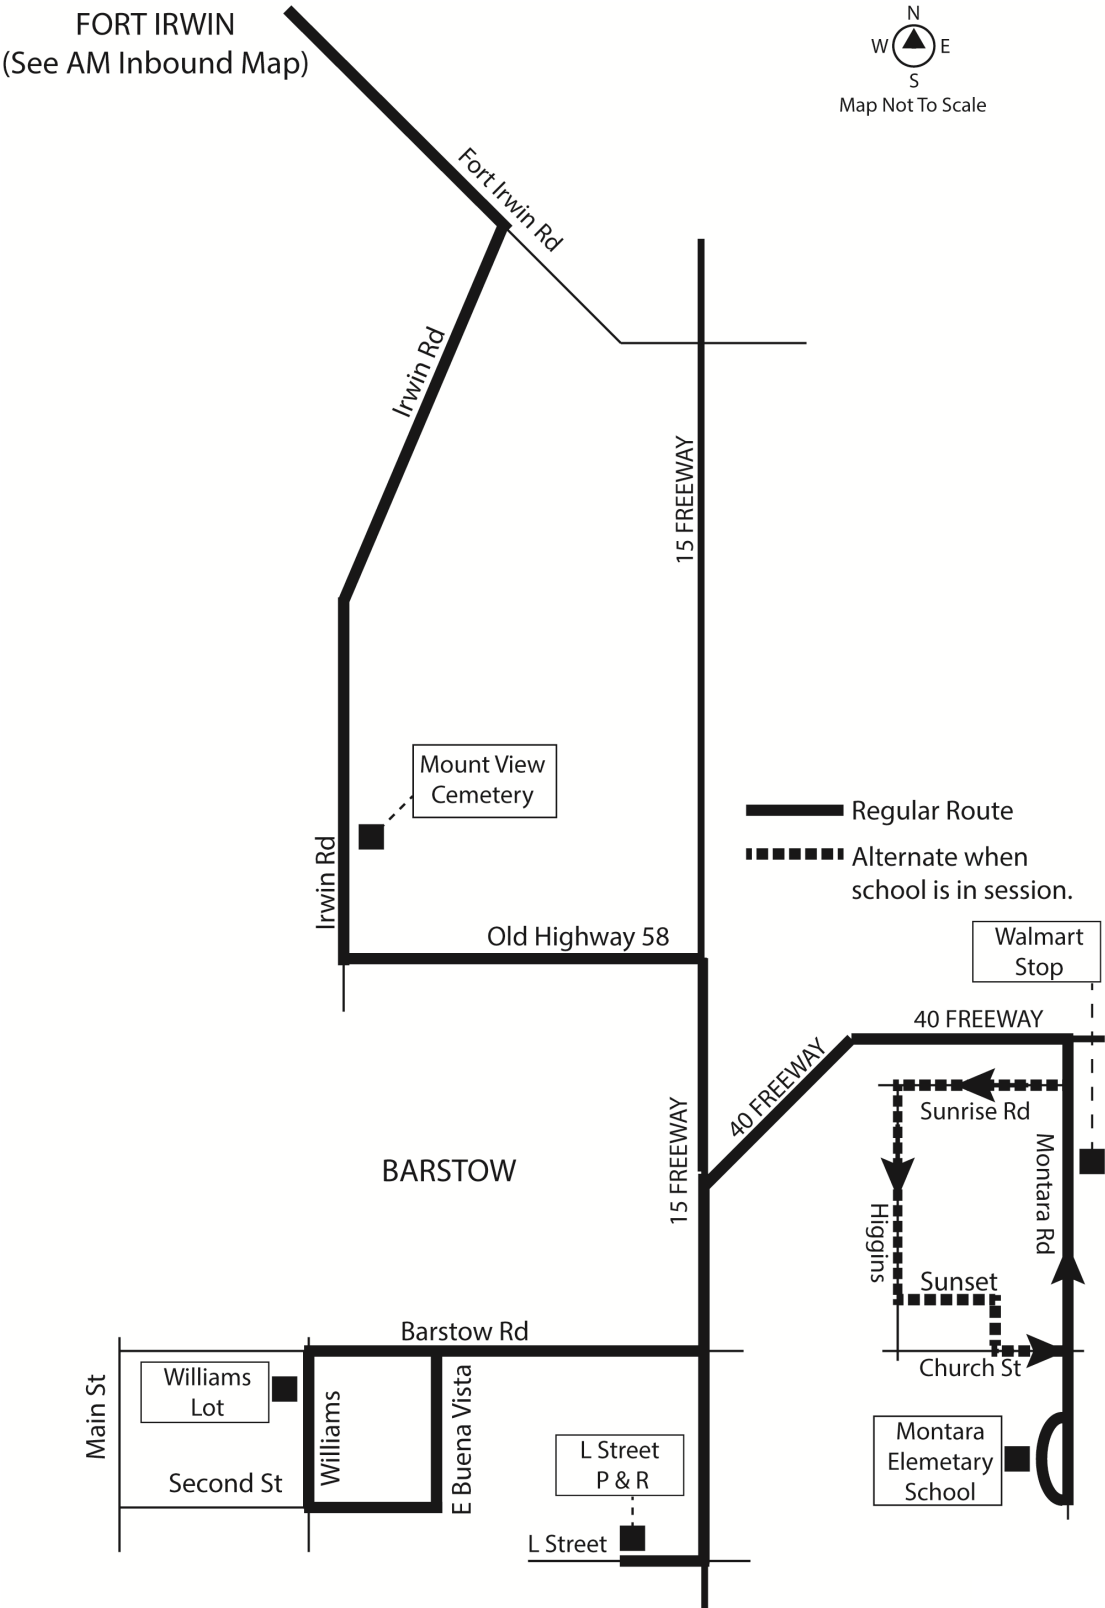 FORT IRWIN
(See AM Inbound Map)
N
W
E
S
Map Not To Scale
Fort Irwin Rd
Irwin Rd
15 FREEWAY
Mount View
Cemetery
Irwin Rd
Regular Route
Alternate when
school is in session.
Old Highway 58
Walmart
Stop
40 FREEWAY
40 FREEWAY
15 FREEWAY
BARSTOW
Sunrise Rd
Montara Rd
Higgins
Sunset
Church St
Barstow Rd
Williams
Lot
Main St
Williams
E Buena Vista
Second St
L Street
P & R
L Street
Montara
Elemetary
School